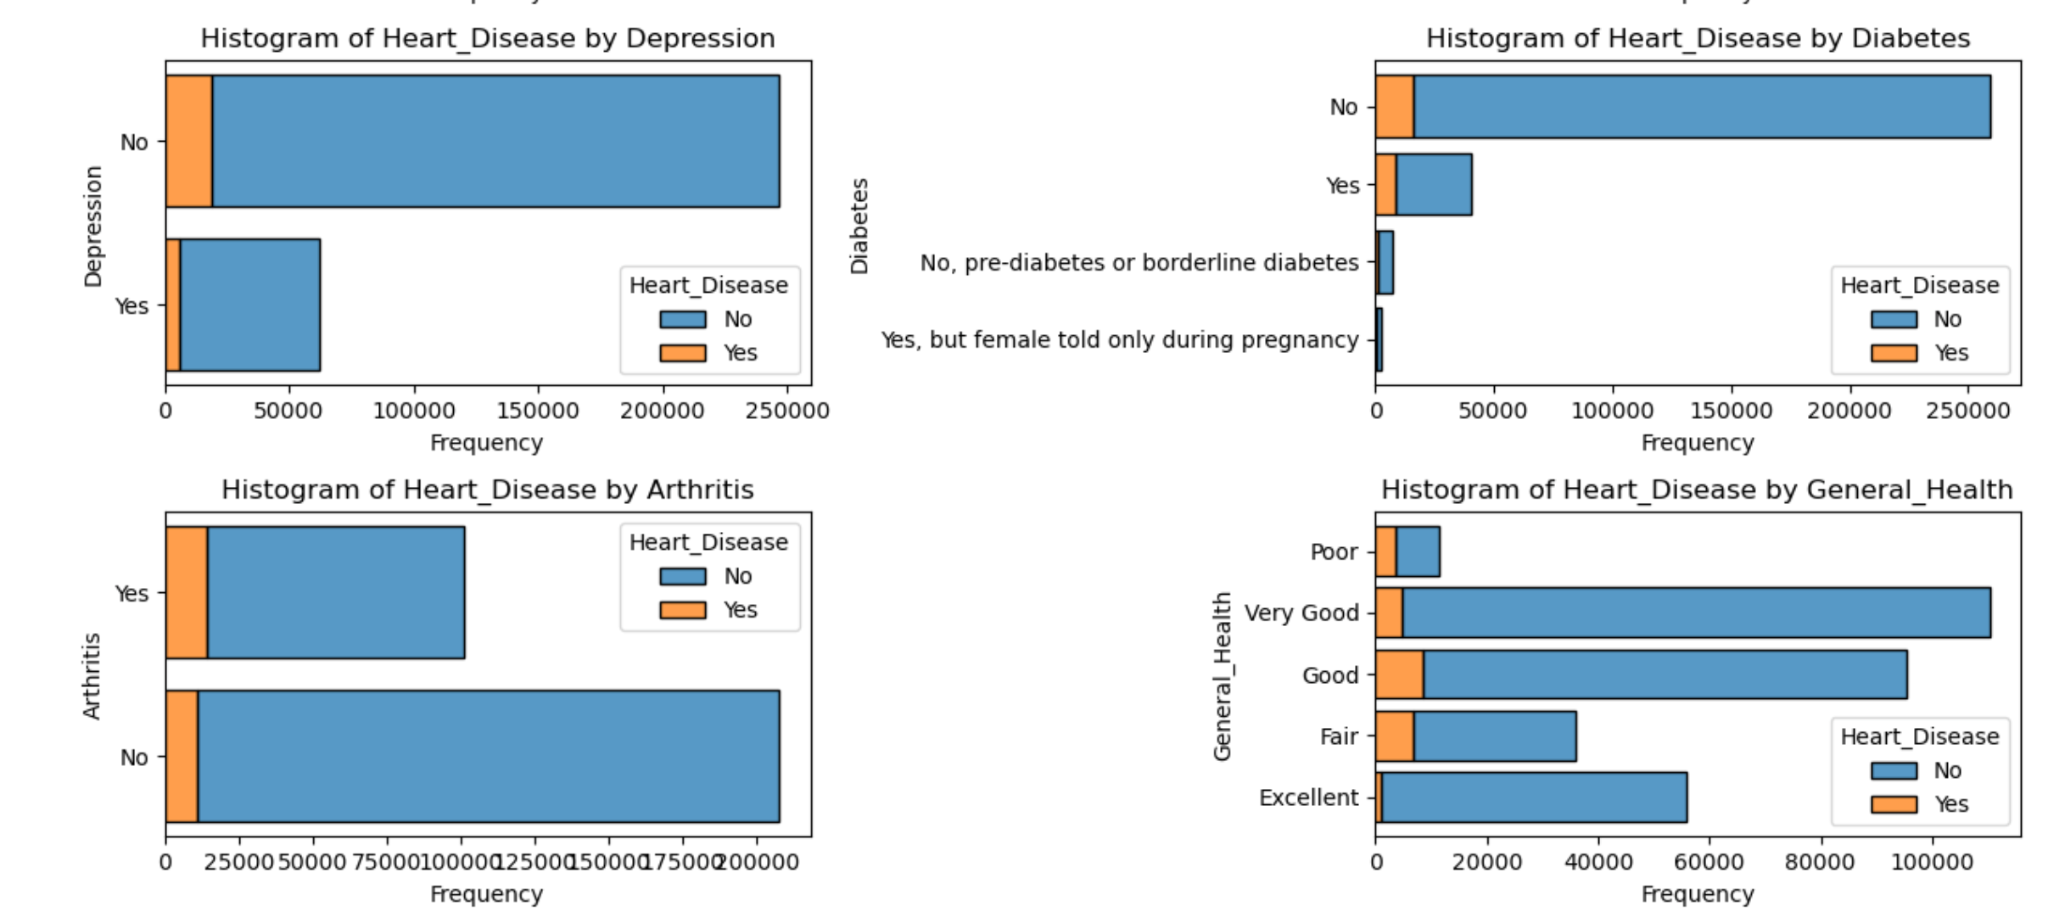 Histogram of Heart_Disease by Depression
Depression
No
Yes
Heart_Disease
No
Yes
0 50000 100000 150000 200000 250000
Frequency
Histogram of Heart_Disease by Diabetes
Diabetes
No
Yes
No, pre-diabetes or borderline diabetes
Yes, but female told only during pregnancy
Heart_Disease
No
Yes
0 50000 100000 150000 200000 250000
Frequency
Histogram of Heart_Disease by Arthritis
Arthritis
Yes
No
Heart_Disease
No
Yes
0 25000 50000 75000 100000 125000 150000 175000 200000
Frequency
Histogram of Heart_Disease by General_Health
General_Health
Poor
Very Good
Good
Fair
Excellent
Heart_Disease
No
Yes
0 20000 40000 60000 80000 100000
Frequency